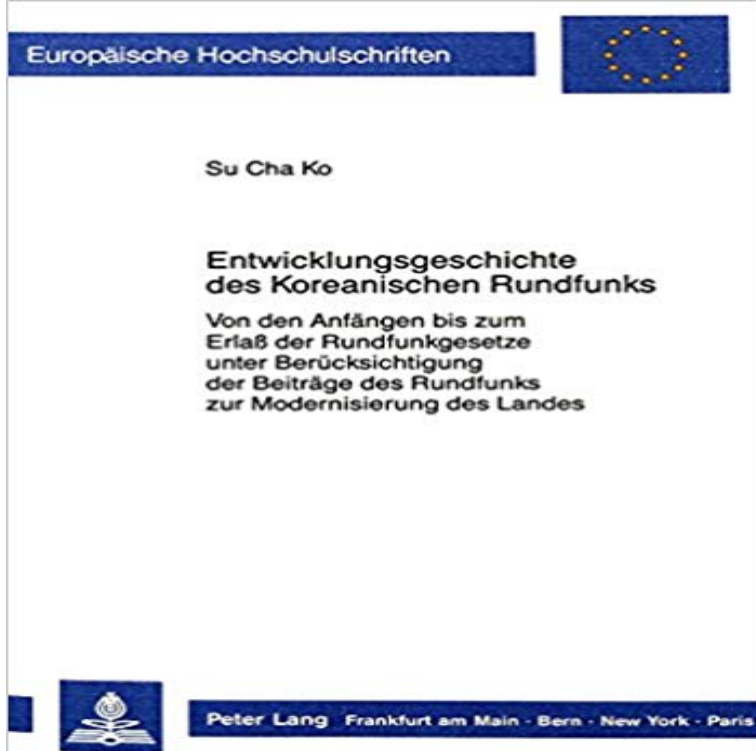 Europäische Hochschulschriften
Su Cha Ko
Entwicklungsgeschichte
des Koreanischen Rundfunks
Von den Anfängen bis zum
Erlaß der Rundfunkgesetze
unter Berücksichtigung
der Beiträge des Rundfunks
zur Modernisierung des Landes
Peter Lang Frankfurt am Main · Bern · New York · Paris